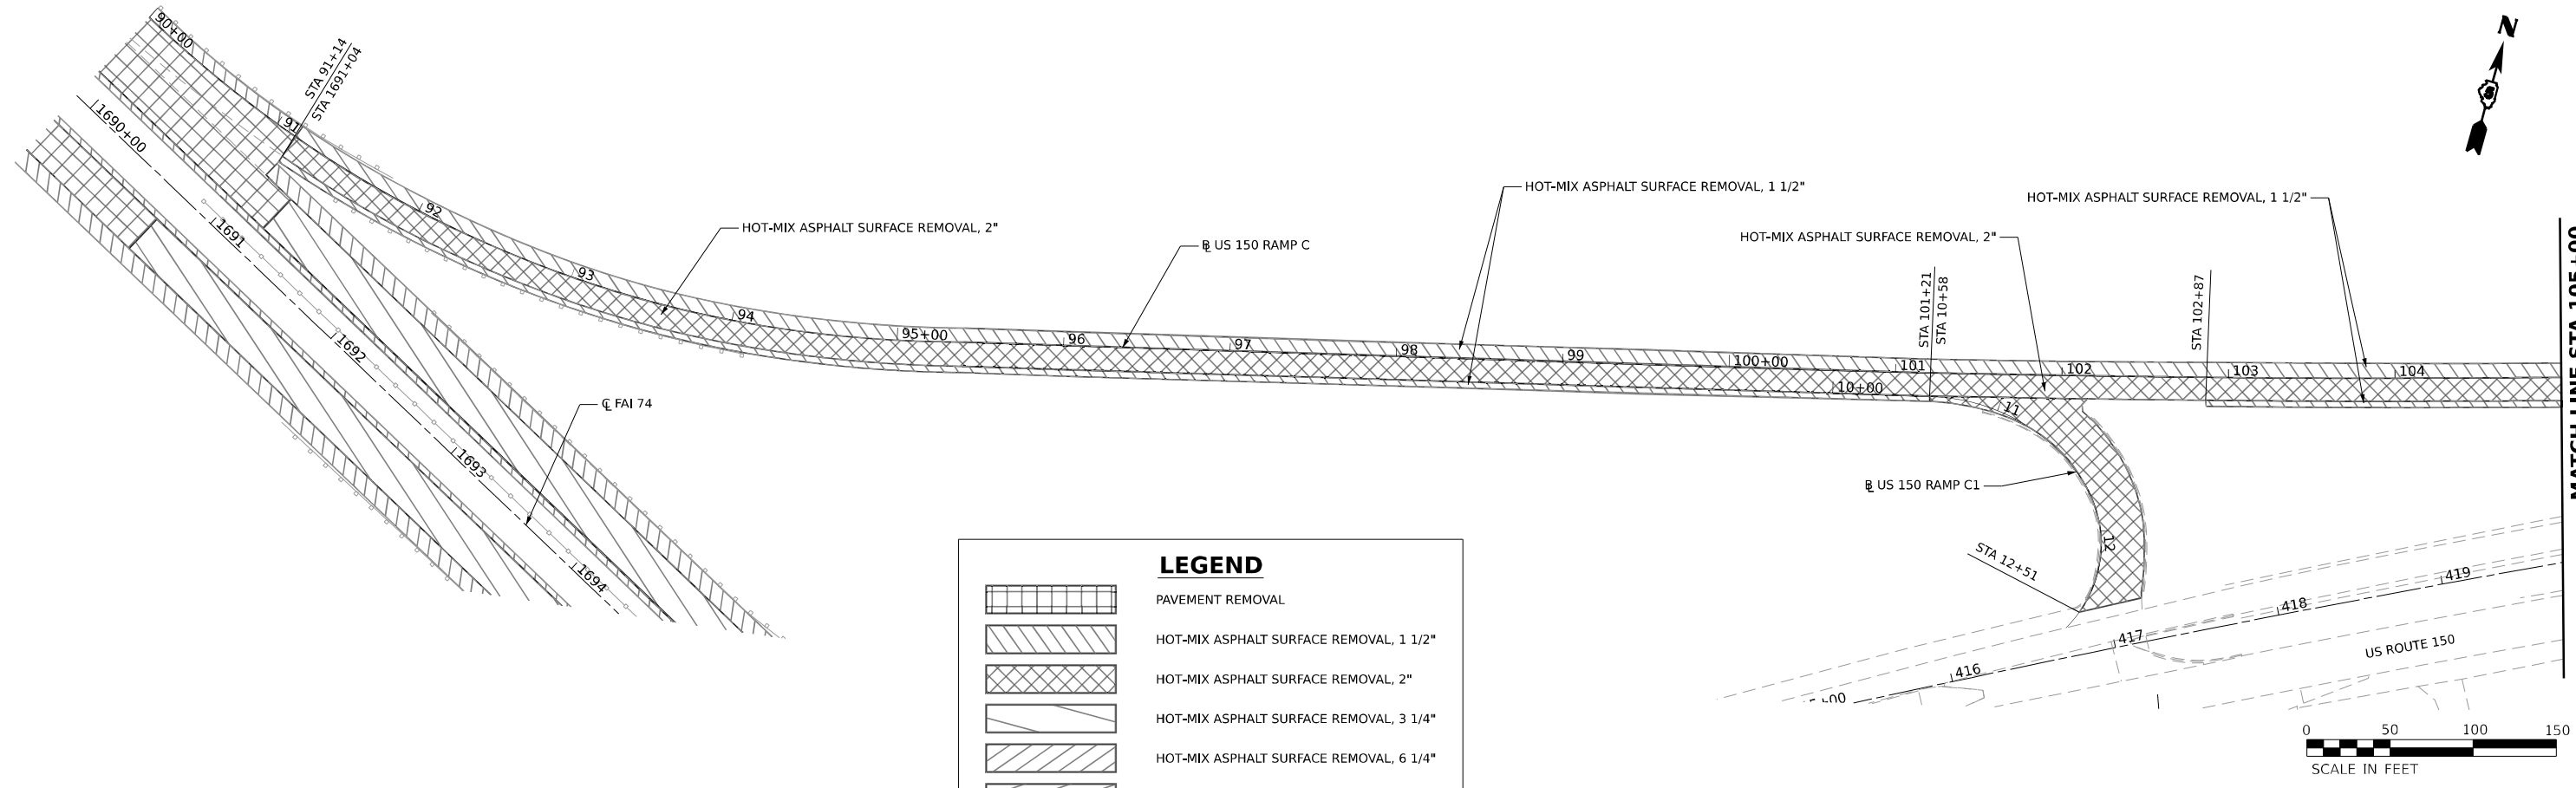 N
90+00
STA 91+14
STA 1691+04
91
92
93
94
95+00
96
97
98
99
100+00
101
102
103
104
1690+00
1691
1692
1693
1694
HOT-MIX ASPHALT SURFACE REMOVAL, 2"
℄ FAI 74
US 150 RAMP C
HOT-MIX ASPHALT SURFACE REMOVAL, 1 1/2"
HOT-MIX ASPHALT SURFACE REMOVAL, 2"
HOT-MIX ASPHALT SURFACE REMOVAL, 1 1/2"
STA 101+21
STA 10+58
STA 102+87
10+00
11
12
US 150 RAMP C1
STA 12+51
MATCH LINE STA 105+00
+00
416
417
418
419
US ROUTE 150
LEGEND
PAVEMENT REMOVAL
HOT-MIX ASPHALT SURFACE REMOVAL, 1 1/2"
HOT-MIX ASPHALT SURFACE REMOVAL, 2"
HOT-MIX ASPHALT SURFACE REMOVAL, 3 1/4"
HOT-MIX ASPHALT SURFACE REMOVAL, 6 1/4"
0 50 100 150
SCALE IN FEET